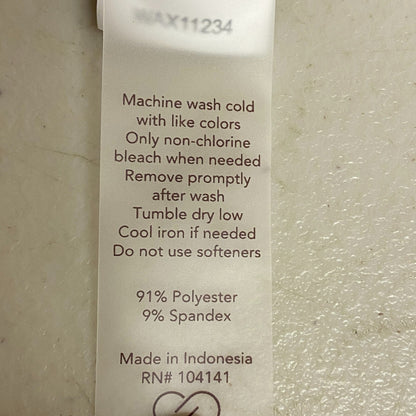 WAX11234
Machine wash cold
with like colors
Only non-chlorine
bleach when needed
Remove promptly
after wash
Tumble dry low
Cool iron if needed
Do not use softeners
91% Polyester
9% Spandex
Made in Indonesia
RN# 104141